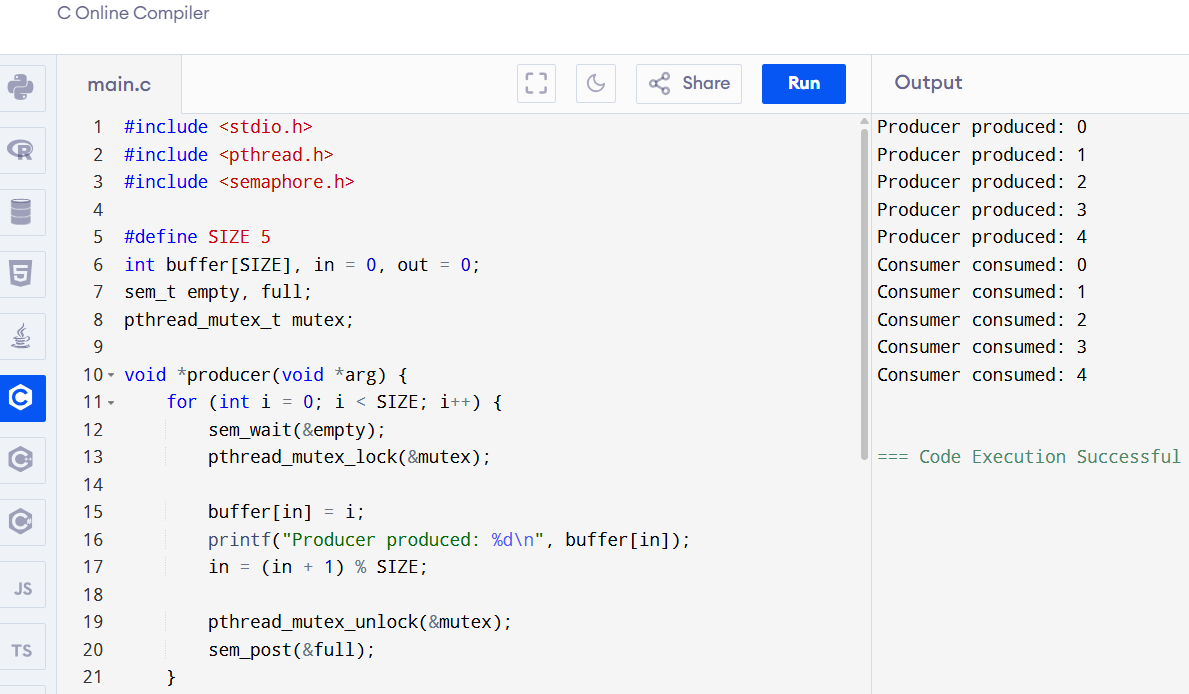 C Online Compiler
main.c
Share
Run
Output
1 #include <stdio.h>
2 #include <pthread.h>
3 #include <semaphore.h>
4
5 #define SIZE 5
6 int buffer[SIZE], in = 0, out = 0;
7 sem_t empty, full;
8 pthread_mutex_t mutex;
9
10 void *producer(void *arg) {
11     for (int i = 0; i < SIZE; i++) {
12         sem_wait(&empty);
13         pthread_mutex_lock(&mutex);
14
15         buffer[in] = i;
16         printf("Producer produced: %d\n", buffer[in]);
17         in = (in + 1) % SIZE;
18
19         pthread_mutex_unlock(&mutex);
20         sem_post(&full);
21     }
Producer produced: 0
Producer produced: 1
Producer produced: 2
Producer produced: 3
Producer produced: 4
Consumer consumed: 0
Consumer consumed: 1
Consumer consumed: 2
Consumer consumed: 3
Consumer consumed: 4
=== Code Execution Successful
R
5
C
C
C
JS
TS